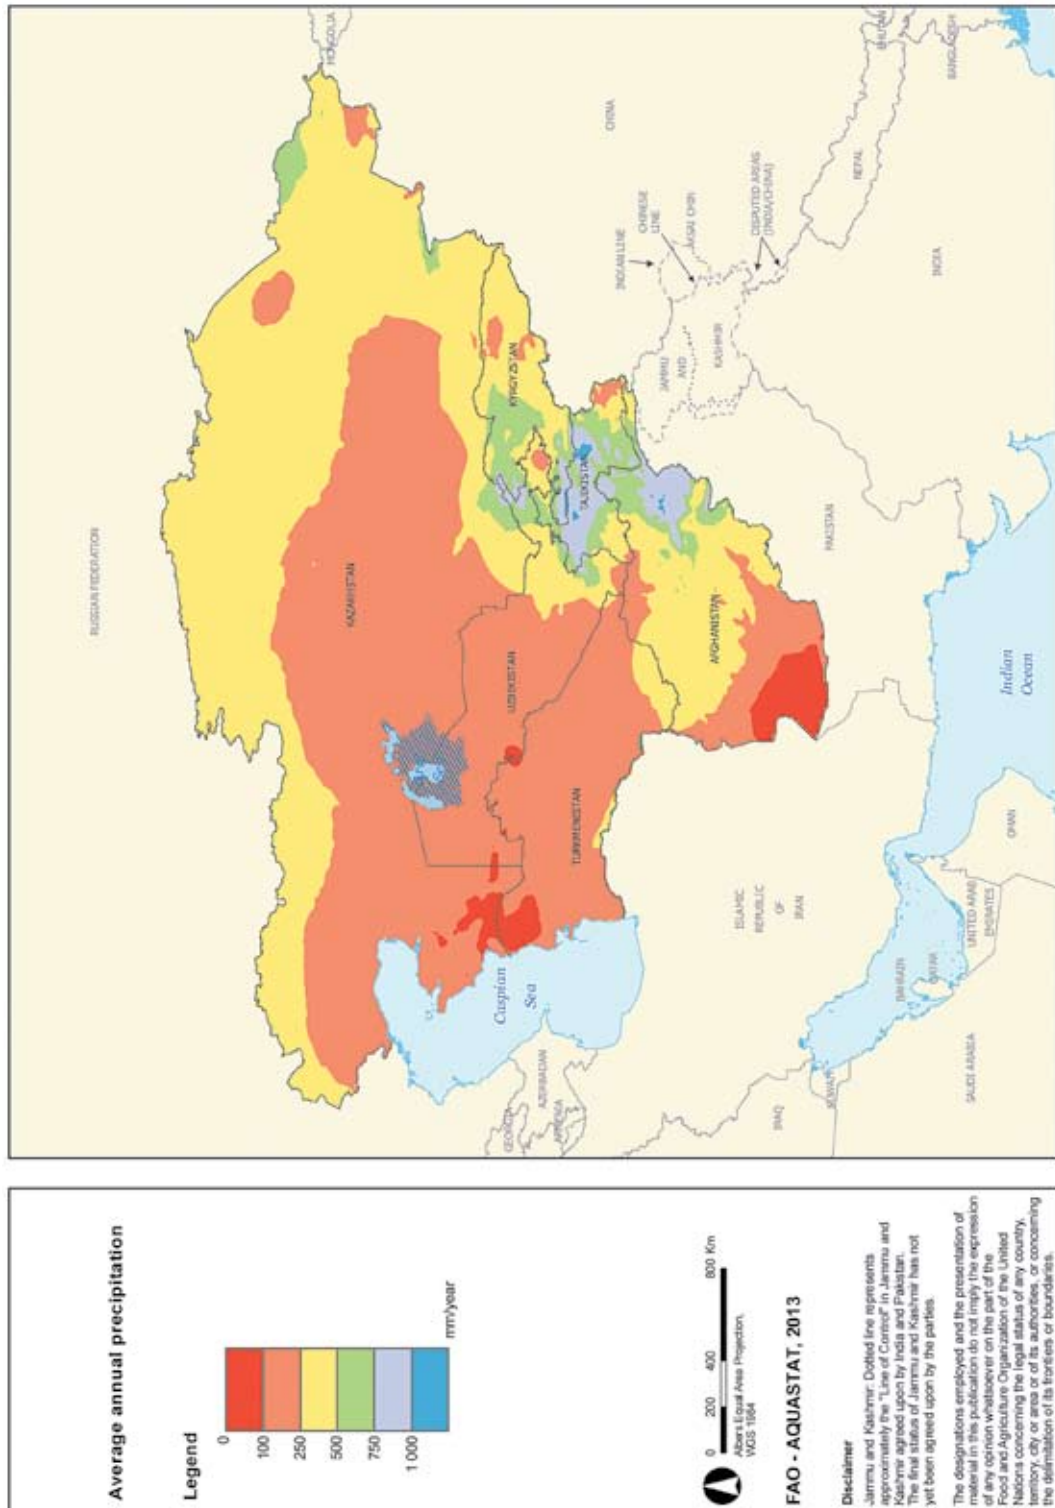 Average annual precipitation
Legend
0
100
250
500
750
1 000
mm/year
0 200 400 800 Km
Albers Equal Area Projection,
WGS 1984
FAO - AQUASTAT, 2013
Disclaimer
Jammu and Kashmir: Dotted line represents
approximately the "Line of Control" in Jammu and
Kashmir agreed upon by India and Pakistan.
The final status of Jammu and Kashmir has not
yet been agreed upon by the parties.
The designations employed and the presentation of
material in this publication do not imply the expression
of any opinion whatsoever on the part of the
Food and Agriculture Organization of the United
Nations concerning the legal status of any country,
territory, city or area or of its authorities, or concerning
the delimitation of its frontiers or boundaries.
RUSSIAN FEDERATION
MONGOLIA
KAZAKHSTAN
UZBEKISTAN
KYRGYZSTAN
CHINA
TURKMENISTAN
TAJIKISTAN
AFGHANISTAN
Caspian
Sea
GEORGIA
AZERBAIJAN
ARMENIA
INDIAN LINE
CHINESE
LINE
AKSAI CHIN
JAMMU
AND
KASHMIR
DISPUTED AREAS
(INDIA/CHINA)
ISLAMIC
REPUBLIC
OF
IRAN
IRAQ
KUWAIT
PAKISTAN
NEPAL
BHUTAN
BANGLADESH
INDIA
BAHRAIN
QATAR
UNITED ARAB
EMIRATES
SAUDI ARABIA
OMAN
Indian
Ocean